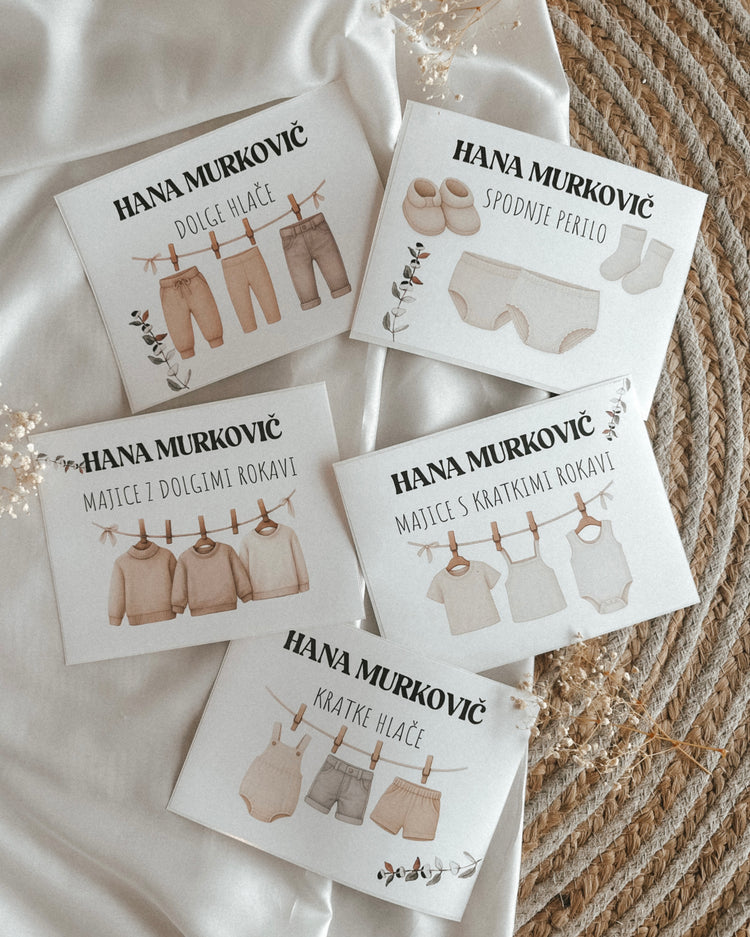 HANA MURKOVIČ
DOLGE HLAČE
HANA MURKOVIČ
SPODNJE PERILO
HANA MURKOVIČ
MAJICE Z DOLGIMI ROKAVI
HANA MURKOVIČ
MAJICE S KRATKIMI ROKAVI
HANA MURKOVIČ
KRATKE HLAČE